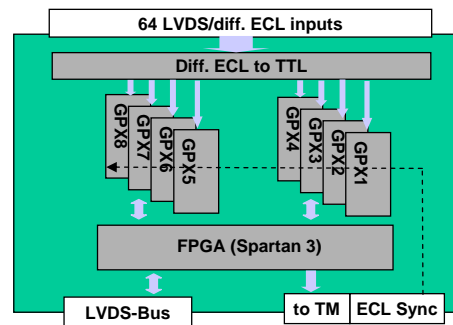 64 LVDS/diff. ECL inputs
Diff. ECL to TTL
GPX8
GPX7
GPX6
GPX5
GPX4
GPX3
GPX2
GPX1
FPGA (Spartan 3)
LVDS-Bus
to TM
ECL Sync